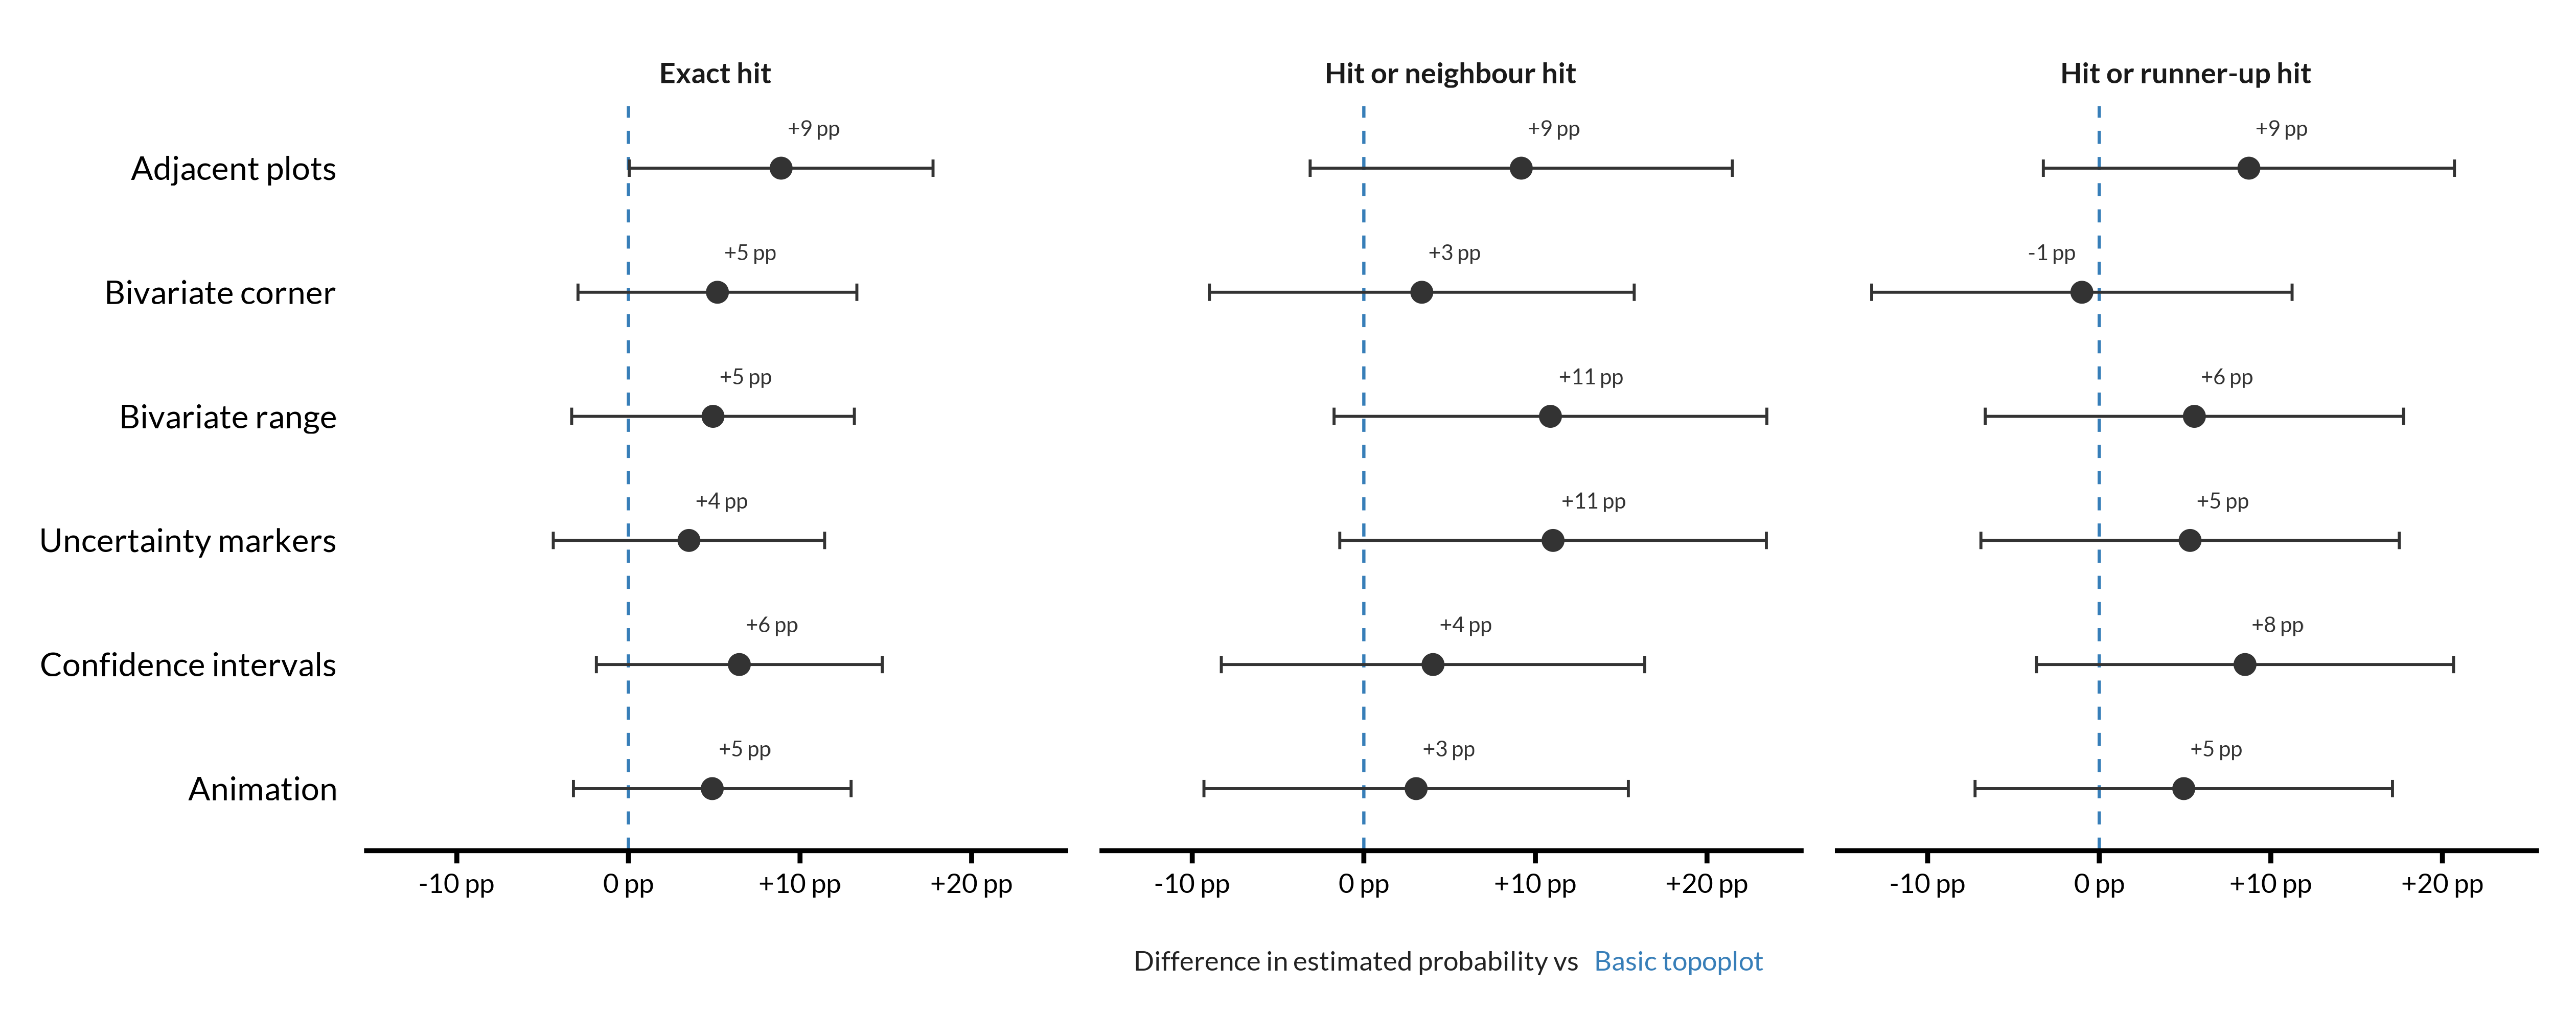 Exact hit
Hit or neighbour hit
Hit or runner-up hit
+9 pp
+9 pp
+9 pp
Adjacent plots
+5 pp
+3 pp
-1 pp
Bivariate corner
+5 pp
+11 pp
+6 pp
Bivariate range
+4 pp
+11 pp
+5 pp
Uncertainty markers
+6 pp
+4 pp
+8 pp
Confidence intervals
+5 pp
+3 pp
+5 pp
Animation
-10 pp 0 pp +10 pp +20 pp
-10 pp 0 pp +10 pp +20 pp
-10 pp 0 pp +10 pp +20 pp
Difference in estimated probability vs Basic topoplot